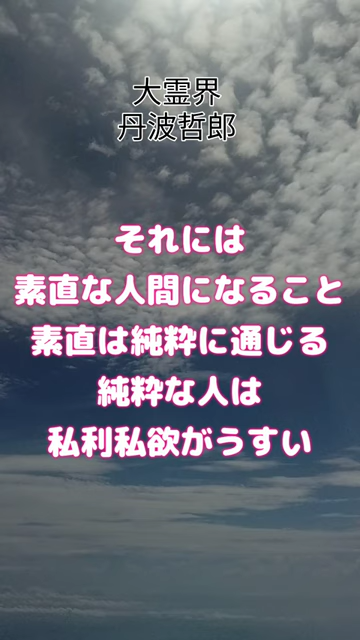 大霊界
丹波哲郎
それには
素直な人間になること
素直は純粋に通じる
純粋な人は
私利私欲がうすい